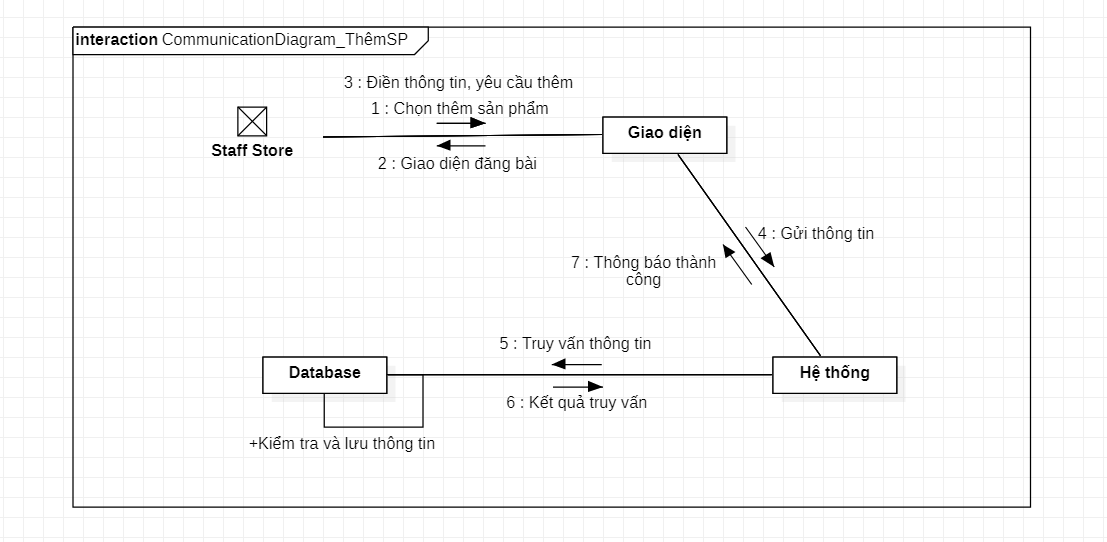 interaction CommunicationDiagram_ThêmSP
3 : Điền thông tin, yêu cầu thêm
1 : Chọn thêm sản phẩm
Staff Store
Giao diện
2 : Giao diện đăng bài
4 : Gửi thông tin
7 : Thông báo thành
công
5 : Truy vấn thông tin
Database
Hệ thống
6 : Kết quả truy vấn
+Kiểm tra và lưu thông tin